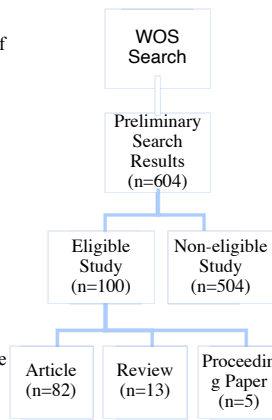 f
WOS
Search
Preliminary
Search
Results
(n=604)
Eligible
Study
(n=100)
Non-eligible
Study
(n=504)
e
Article
(n=82)
Review
(n=13)
Proceedin
g Paper
(n=5)